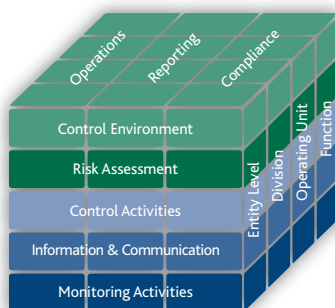 Operations
Reporting
Compliance
Control Environment
Risk Assessment
Control Activities
Information & Communication
Monitoring Activities
Entity Level
Division
Operating Unit
Function